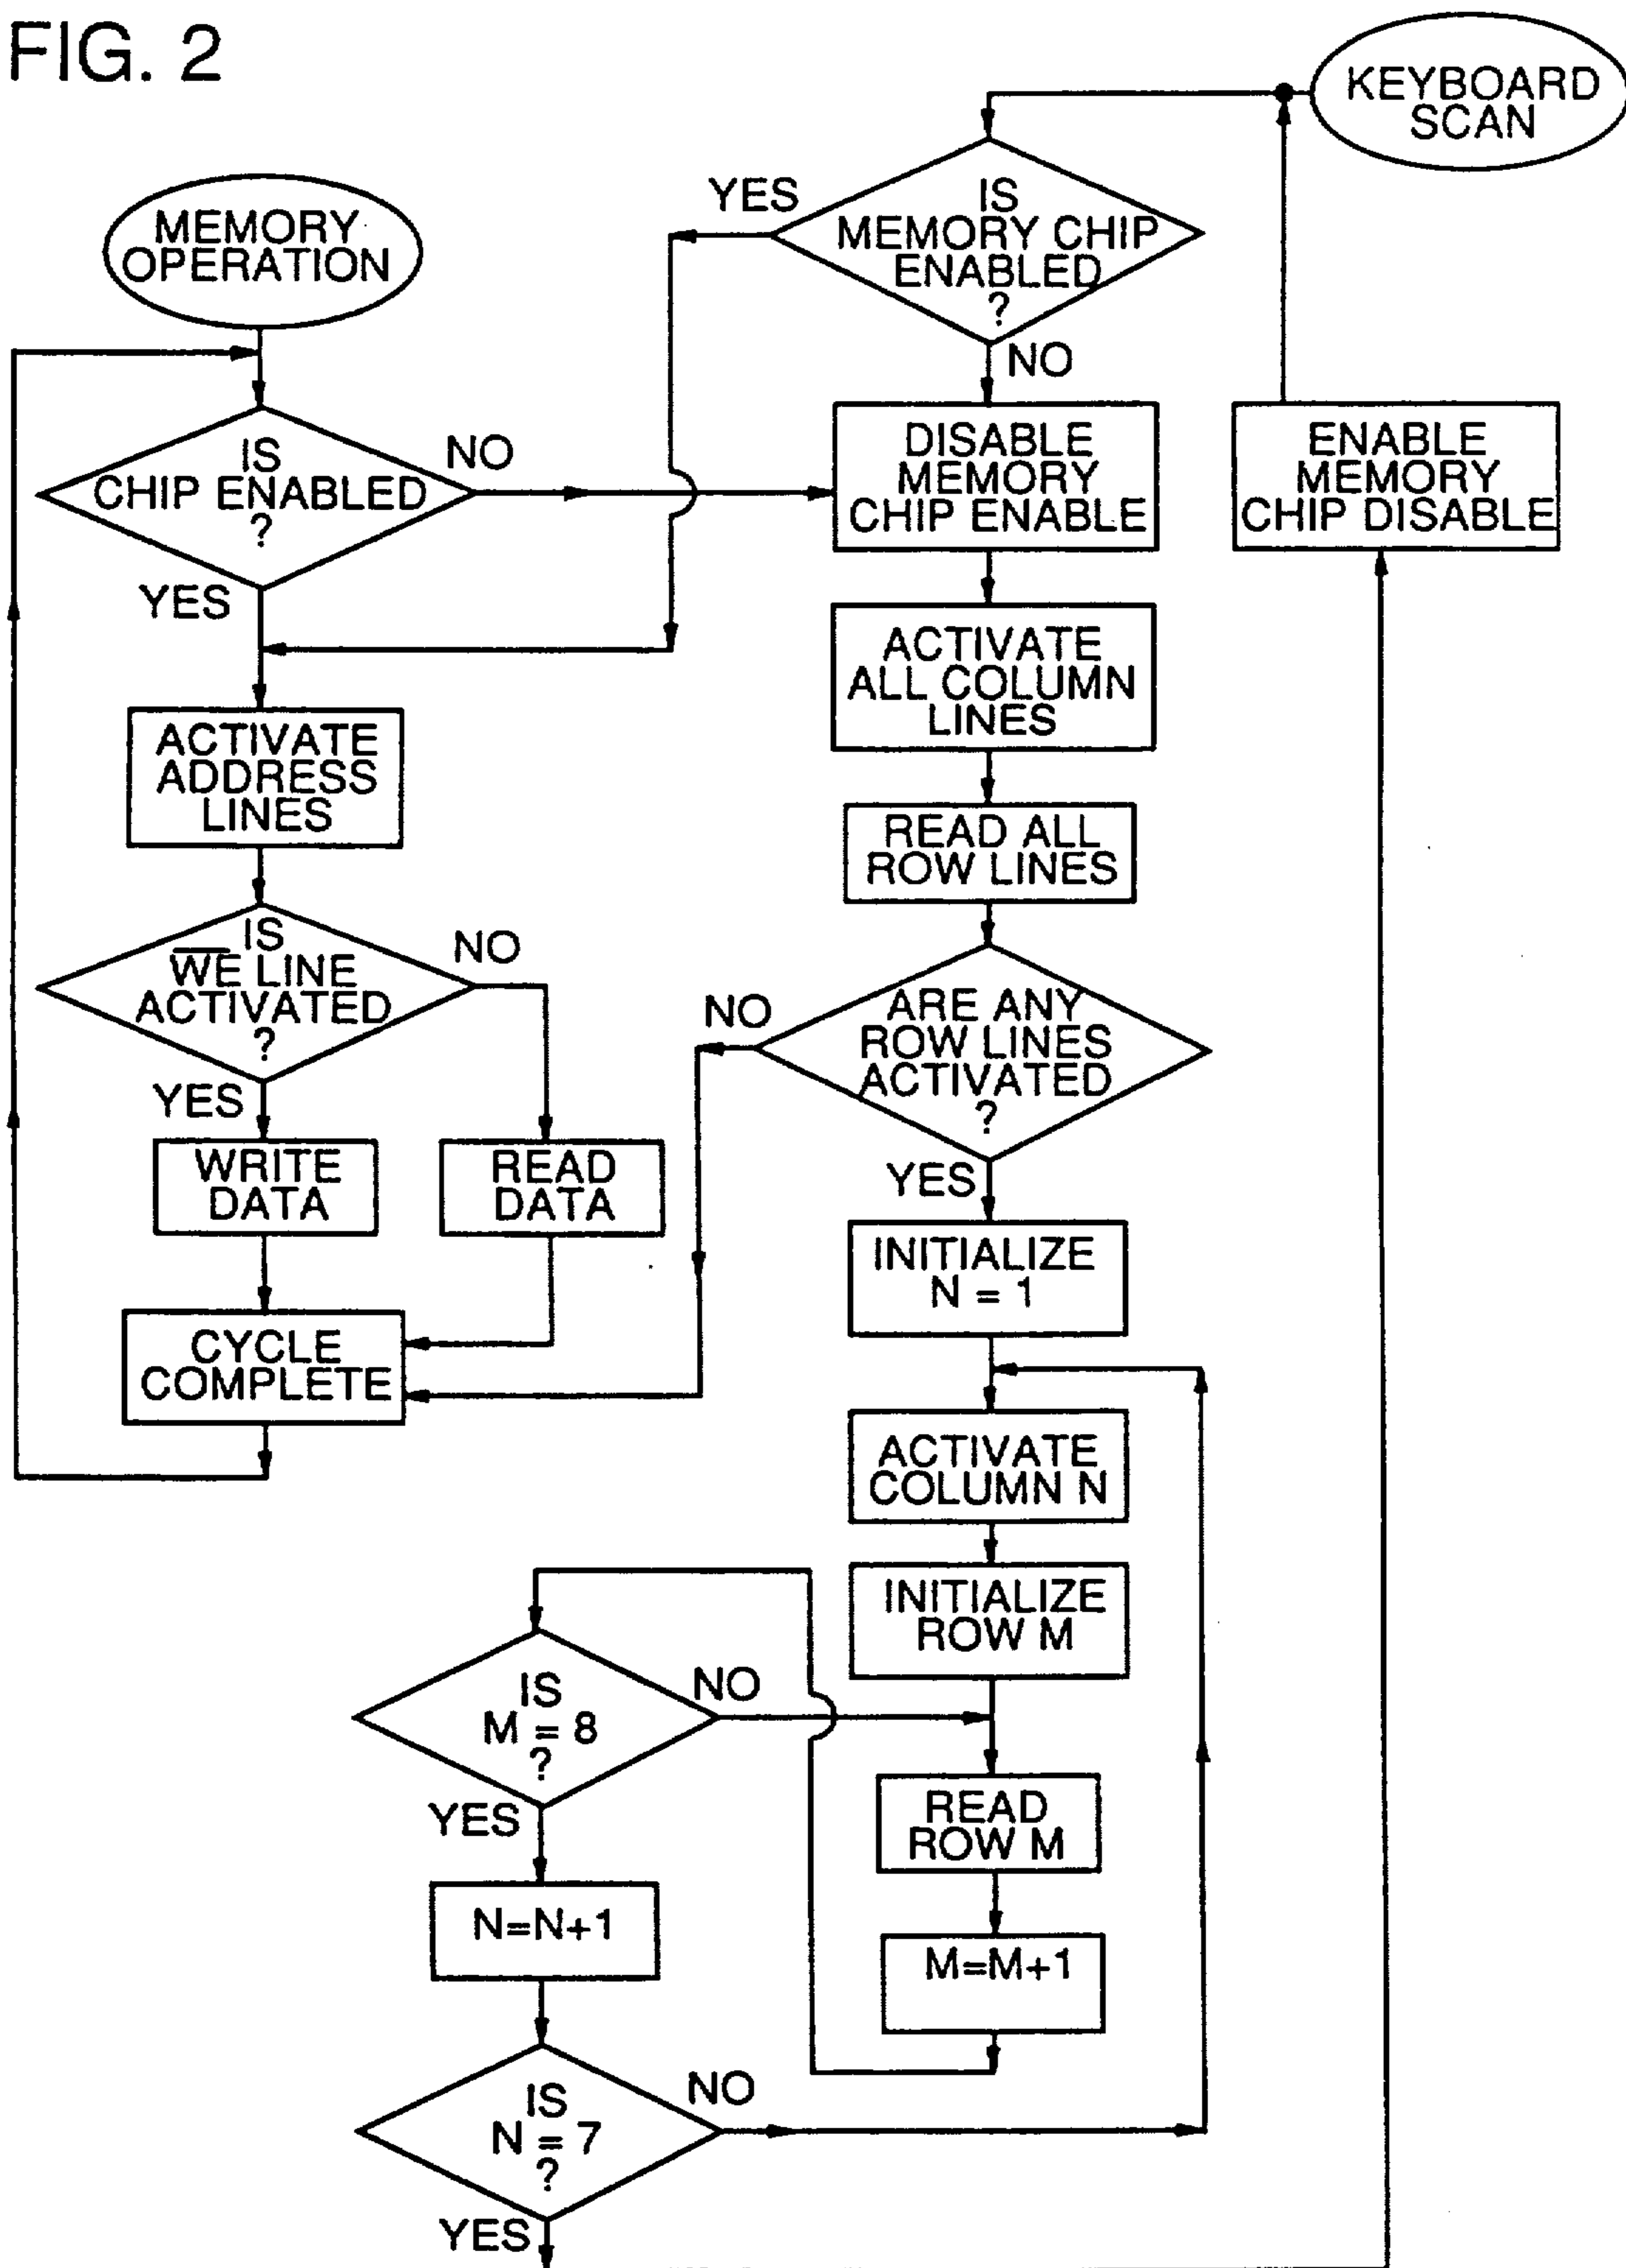 FIG. 2
KEYBOARD
SCAN
MEMORY
OPERATION
YES
IS
MEMORY CHIP
ENABLED
?
NO
IS
CHIP ENABLED
?
NO
YES
DISABLE
MEMORY
CHIP ENABLE
ENABLE
MEMORY
CHIP DISABLE
ACTIVATE
ALL COLUMN
LINES
ACTIVATE
ADDRESS
LINES
READ ALL
ROW LINES
IS
W̅E̅ LINE
ACTIVATED
?
NO
YES
NO
ARE ANY
ROW LINES
ACTIVATED
?
YES
WRITE
DATA
READ
DATA
INITIALIZE
N = 1
CYCLE
COMPLETE
ACTIVATE
COLUMN N
INITIALIZE
ROW M
IS
M = 8
?
NO
YES
READ
ROW M
N=N+1
M=M+1
IS
N = 7
?
NO
YES